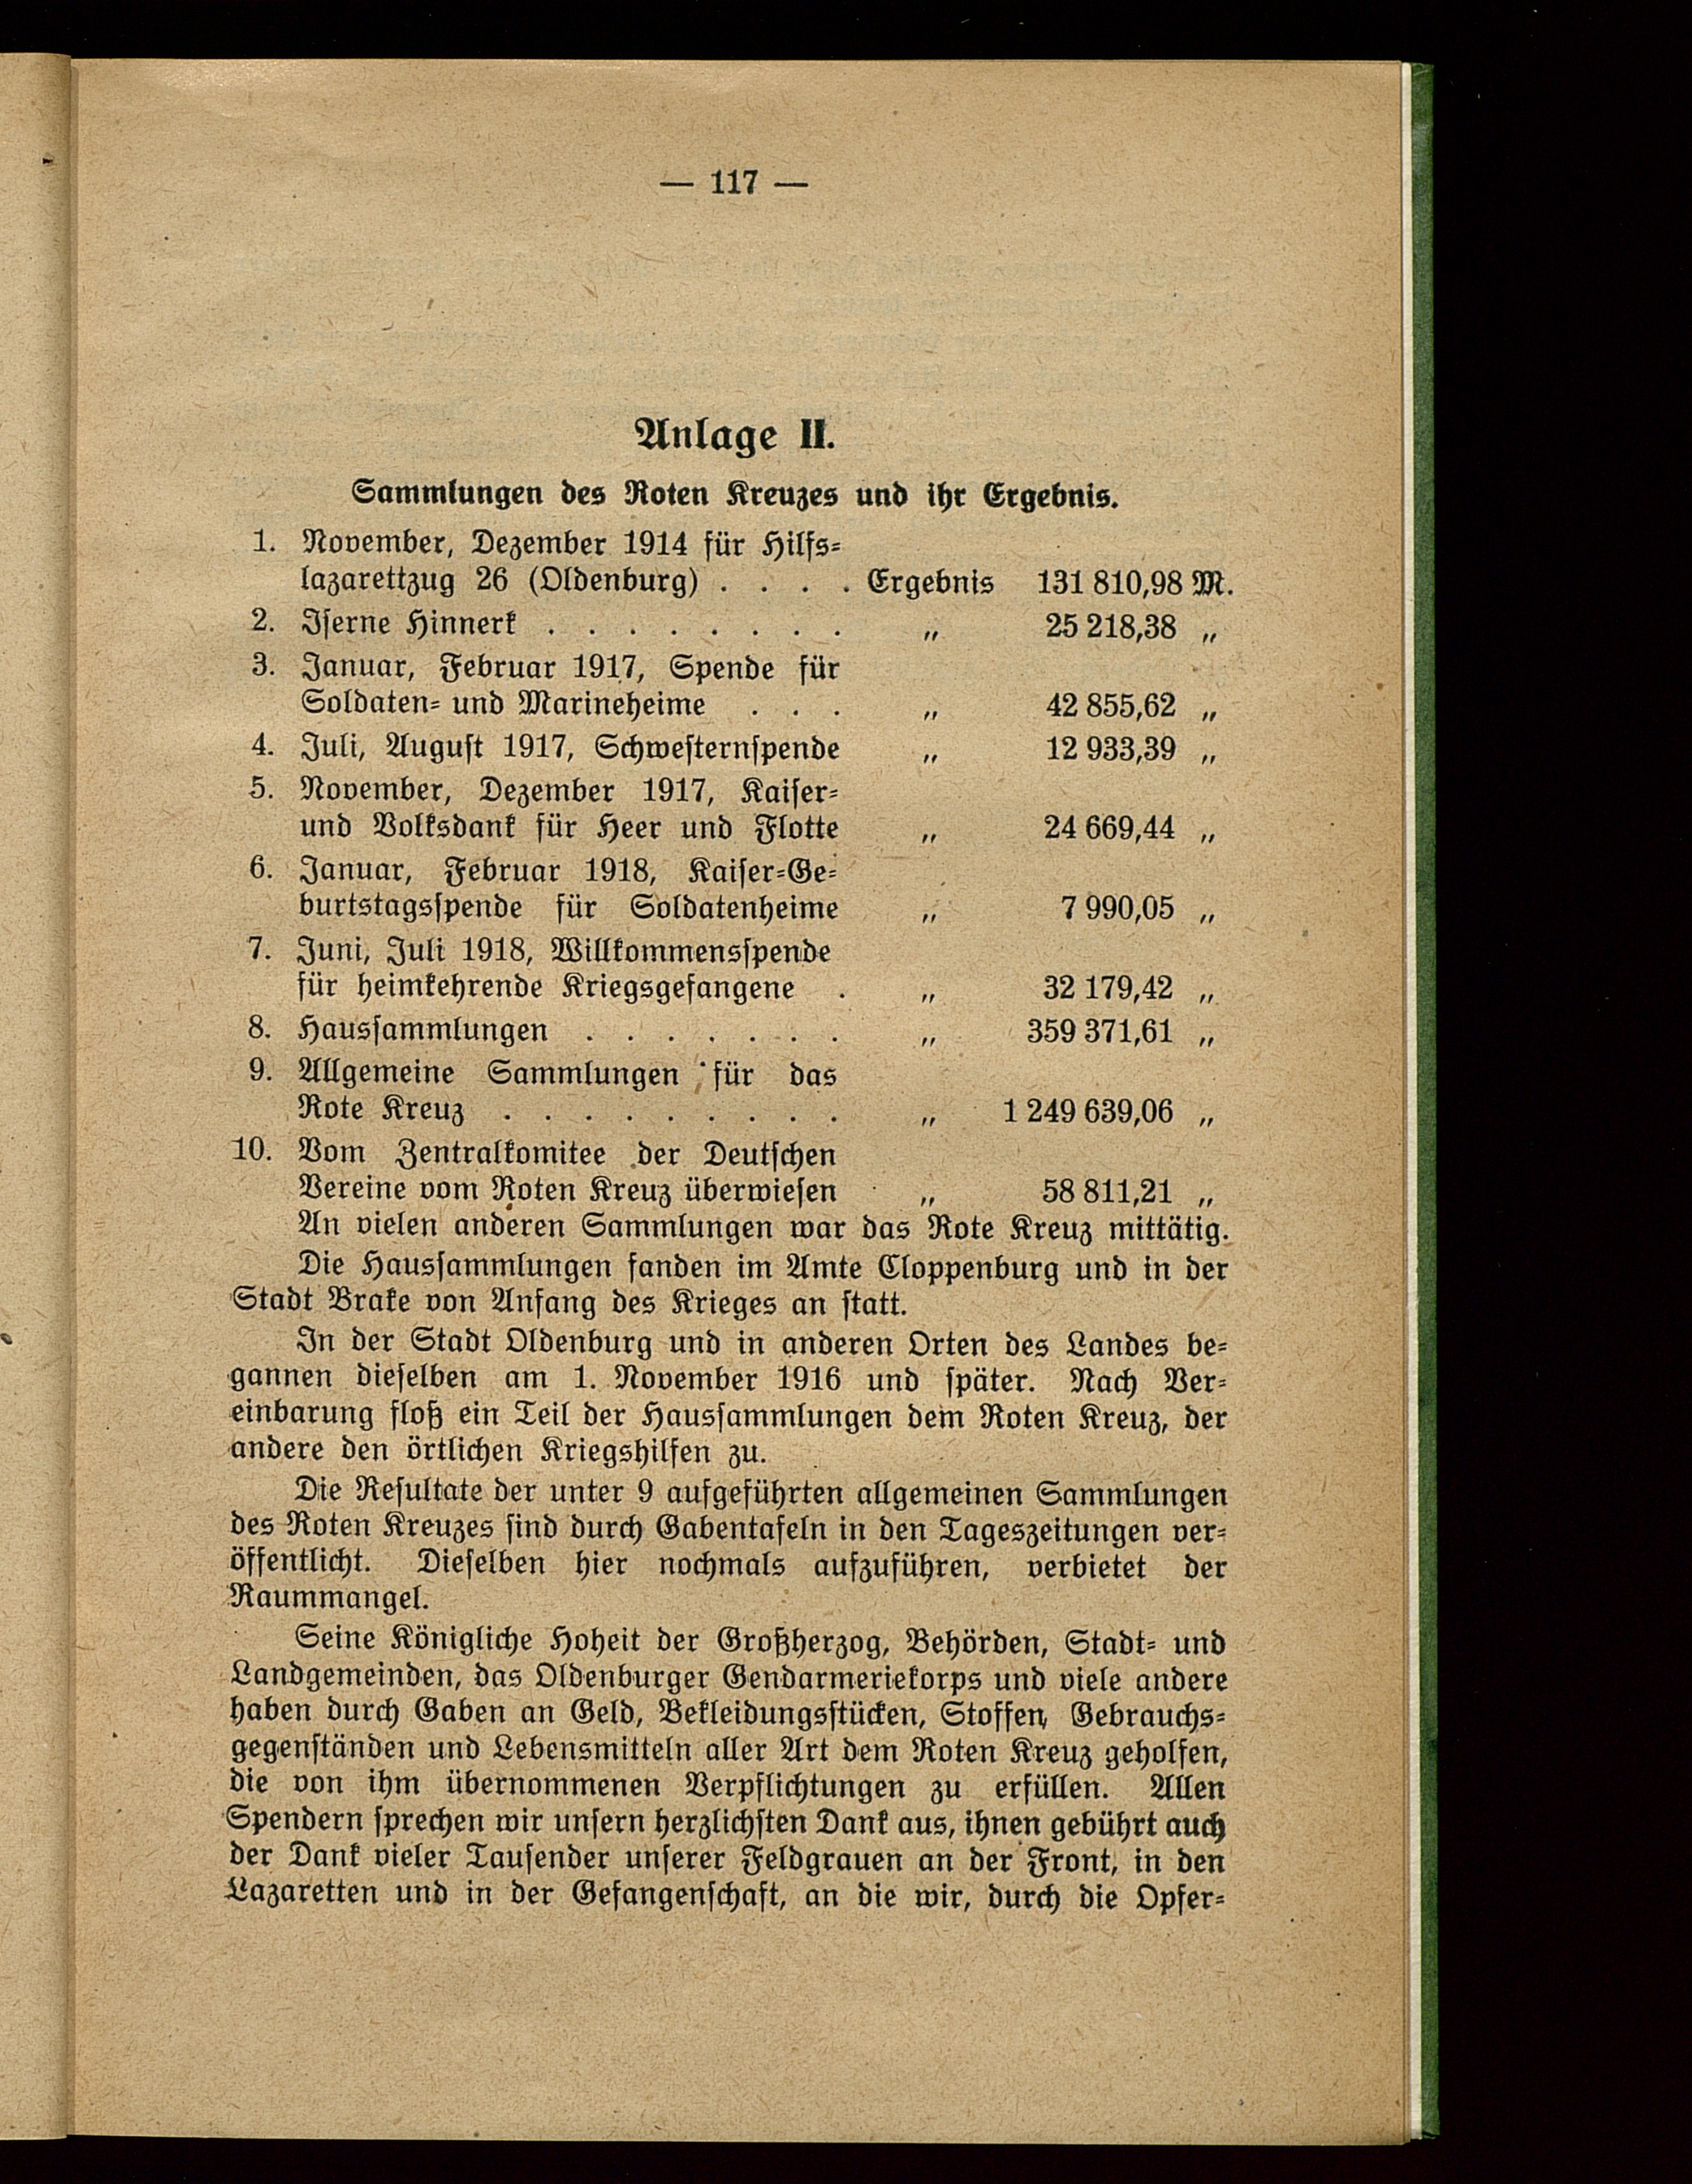 — 117 —
Anlage II.
Sammlungen des Roten Kreuzes und ihr Ergebnis.
1. November, Dezember 1914 für Hilfs-
lazarettzug 26 (Oldenburg) . . . . Ergebnis 131 810,98 M.
2. Iserne Hinnerk . . . . . . . . „ 25 218,38 „
3. Januar, Februar 1917, Spende für
Soldaten- und Marineheime . . . „ 42 855,62 „
4. Juli, August 1917, Schwesternspende „ 12 933,39 „
5. November, Dezember 1917, Kaiser-
und Volksdank für Heer und Flotte „ 24 669,44 „
6. Januar, Februar 1918, Kaiser-Ge-
burtstagsspende für Soldatenheime „ 7 990,05 „
7. Juni, Juli 1918, Willkommensspende
für heimkehrende Kriegsgefangene . „ 32 179,42 „
8. Haussammlungen . . . . . . . „ 359 371,61 „
9. Allgemeine Sammlungen für das
Rote Kreuz . . . . . . . . . „ 1 249 639,06 „
10. Vom Zentralkomitee der Deutschen
Vereine vom Roten Kreuz überwiesen „ 58 811,21 „
An vielen anderen Sammlungen war das Rote Kreuz mittätig.
Die Haussammlungen fanden im Amte Cloppenburg und in der
Stadt Brake von Anfang des Krieges an statt.
In der Stadt Oldenburg und in anderen Orten des Landes be-
gannen dieselben am 1. November 1916 und später. Nach Ver-
einbarung floß ein Teil der Haussammlungen dem Roten Kreuz, der
andere den örtlichen Kriegshilfen zu.
Die Resultate der unter 9 aufgeführten allgemeinen Sammlungen
des Roten Kreuzes sind durch Gabentafeln in den Tageszeitungen ver-
öffentlicht. Dieselben hier nochmals aufzuführen, verbietet der
Raummangel.
Seine Königliche Hoheit der Großherzog, Behörden, Stadt- und
Landgemeinden, das Oldenburger Gendarmeriekorps und viele andere
haben durch Gaben an Geld, Bekleidungsstücken, Stoffen, Gebrauchs-
gegenständen und Lebensmitteln aller Art dem Roten Kreuz geholfen,
die von ihm übernommenen Verpflichtungen zu erfüllen. Allen
Spendern sprechen wir unsern herzlichsten Dank aus, ihnen gebührt auch
der Dank vieler Tausender unserer Feldgrauen an der Front, in den
Lazaretten und in der Gefangenschaft, an die wir, durch die Opfer-